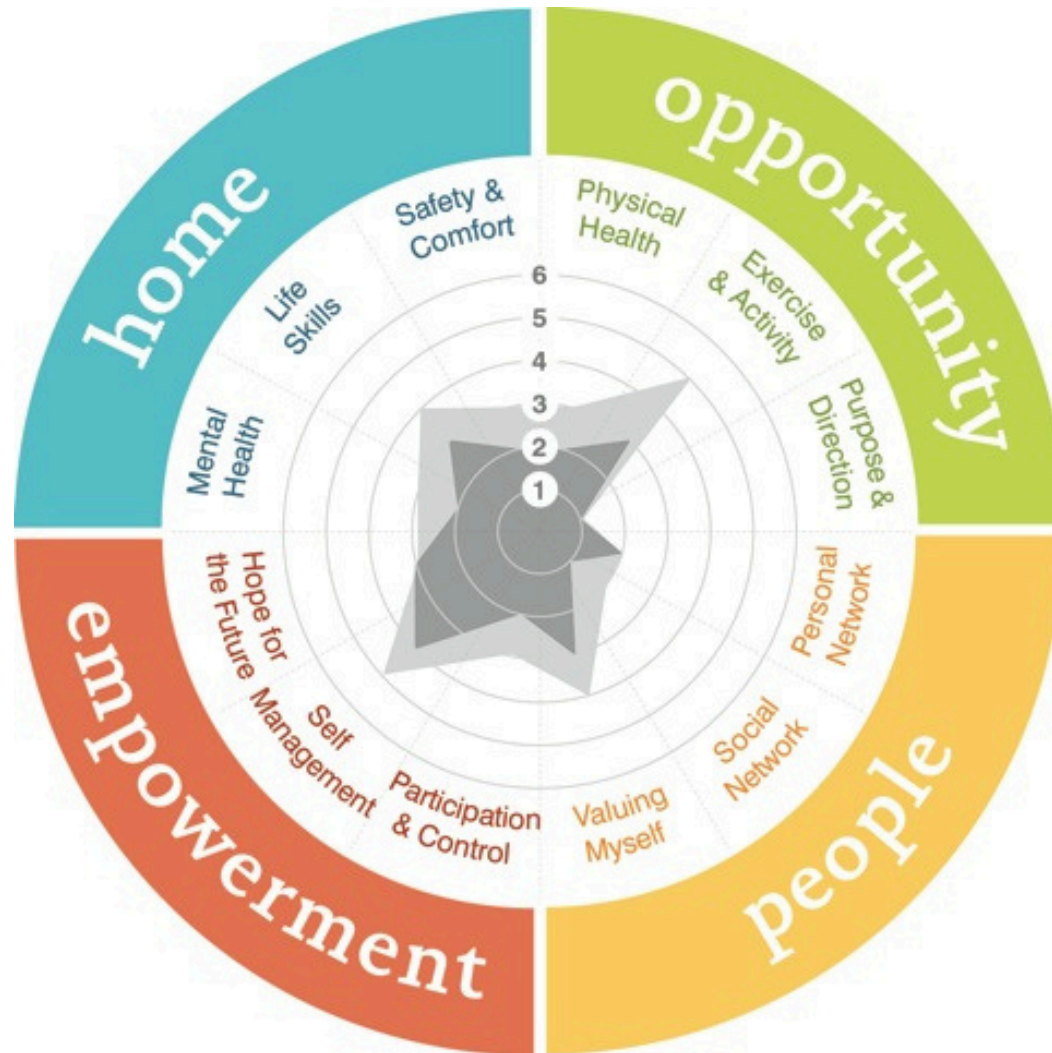 home
opportunity
Safety &
Comfort
Physical
Health
Life
Skills
Exercise
& Activity
Mental
Health
Purpose &
Direction
6
5
4
3
2
1
Hope for
the Future
Personal
Network
Self
Management
Social
Network
Participation
& Control
Valuing
Myself
empowerment
people